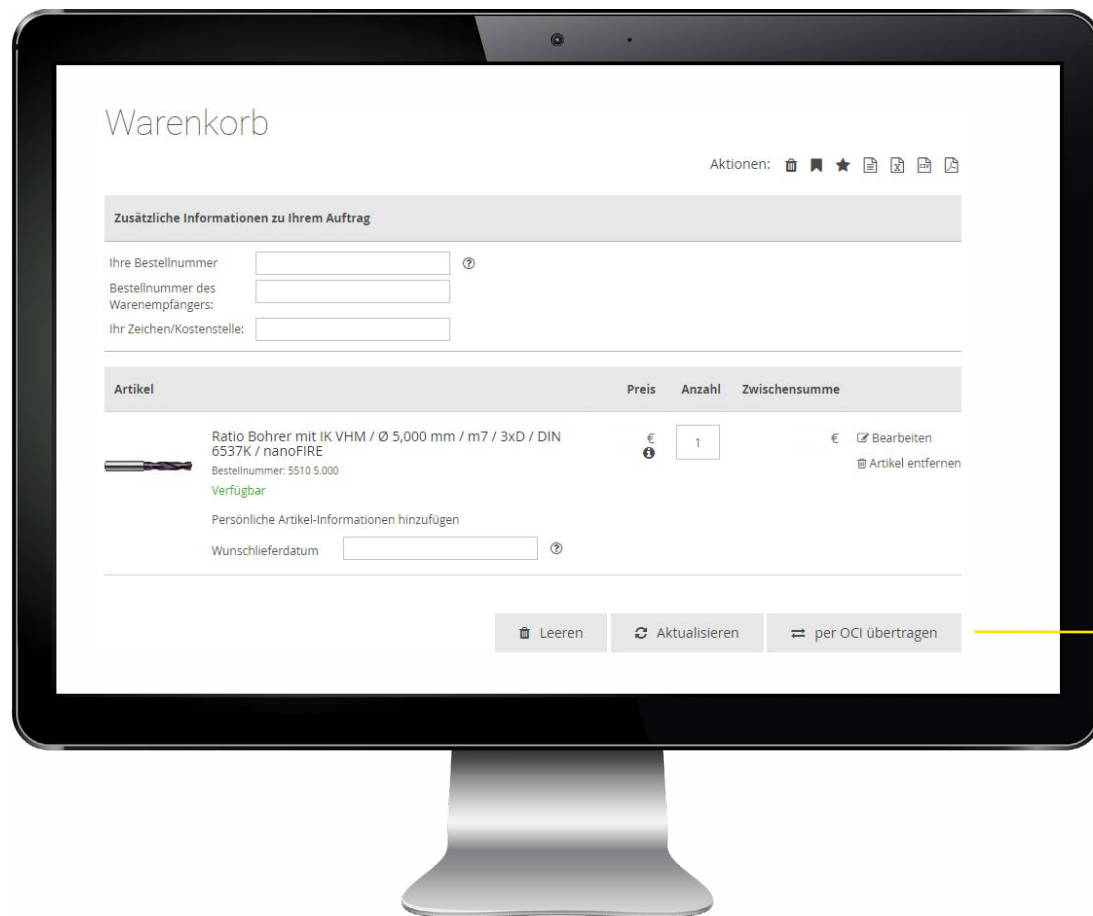 Warenkorb
Aktionen:
Zusätzliche Informationen zu Ihrem Auftrag
Ihre Bestellnummer
Bestellnummer des
Warenempfängers:
Ihr Zeichen/Kostenstelle:
Artikel Preis Anzahl Zwischensumme
Ratio Bohrer mit IK VHM / Ø 5,000 mm / m7 / 3xD / DIN € 1 € Bearbeiten
6537K / nanoFIRE
Bestellnummer: 5510 5.000 Artikel entfernen
Verfügbar
Persönliche Artikel-Informationen hinzufügen
Wunschlieferdatum
Leeren Aktualisieren per OCI übertragen